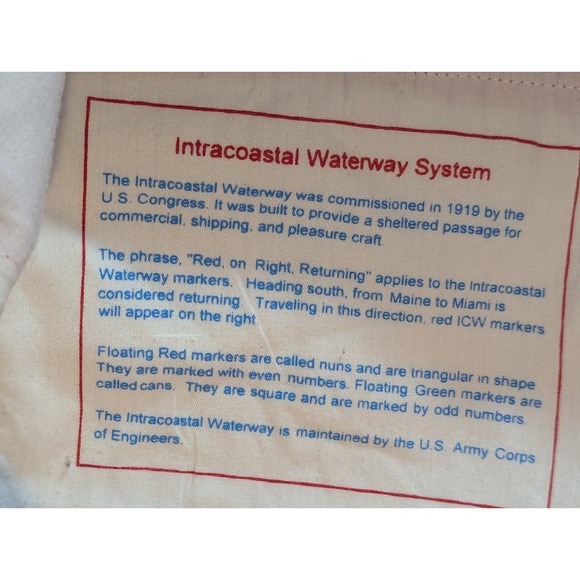 Intracoastal Waterway System
The Intracoastal Waterway was commissioned in 1919 by the
U.S. Congress. It was built to provide a sheltered passage for
commercial, shipping, and pleasure craft.
The phrase, "Red, on Right, Returning" applies to the Intracoastal
Waterway markers. Heading south, from Maine to Miami is
considered returning. Traveling in this direction, red ICW markers
will appear on the right.
Floating Red markers are called nuns and are triangular in shape.
They are marked with even numbers. Floating Green markers are
called cans. They are square and are marked by odd numbers.
The Intracoastal Waterway is maintained by the U.S. Army Corps
of Engineers.